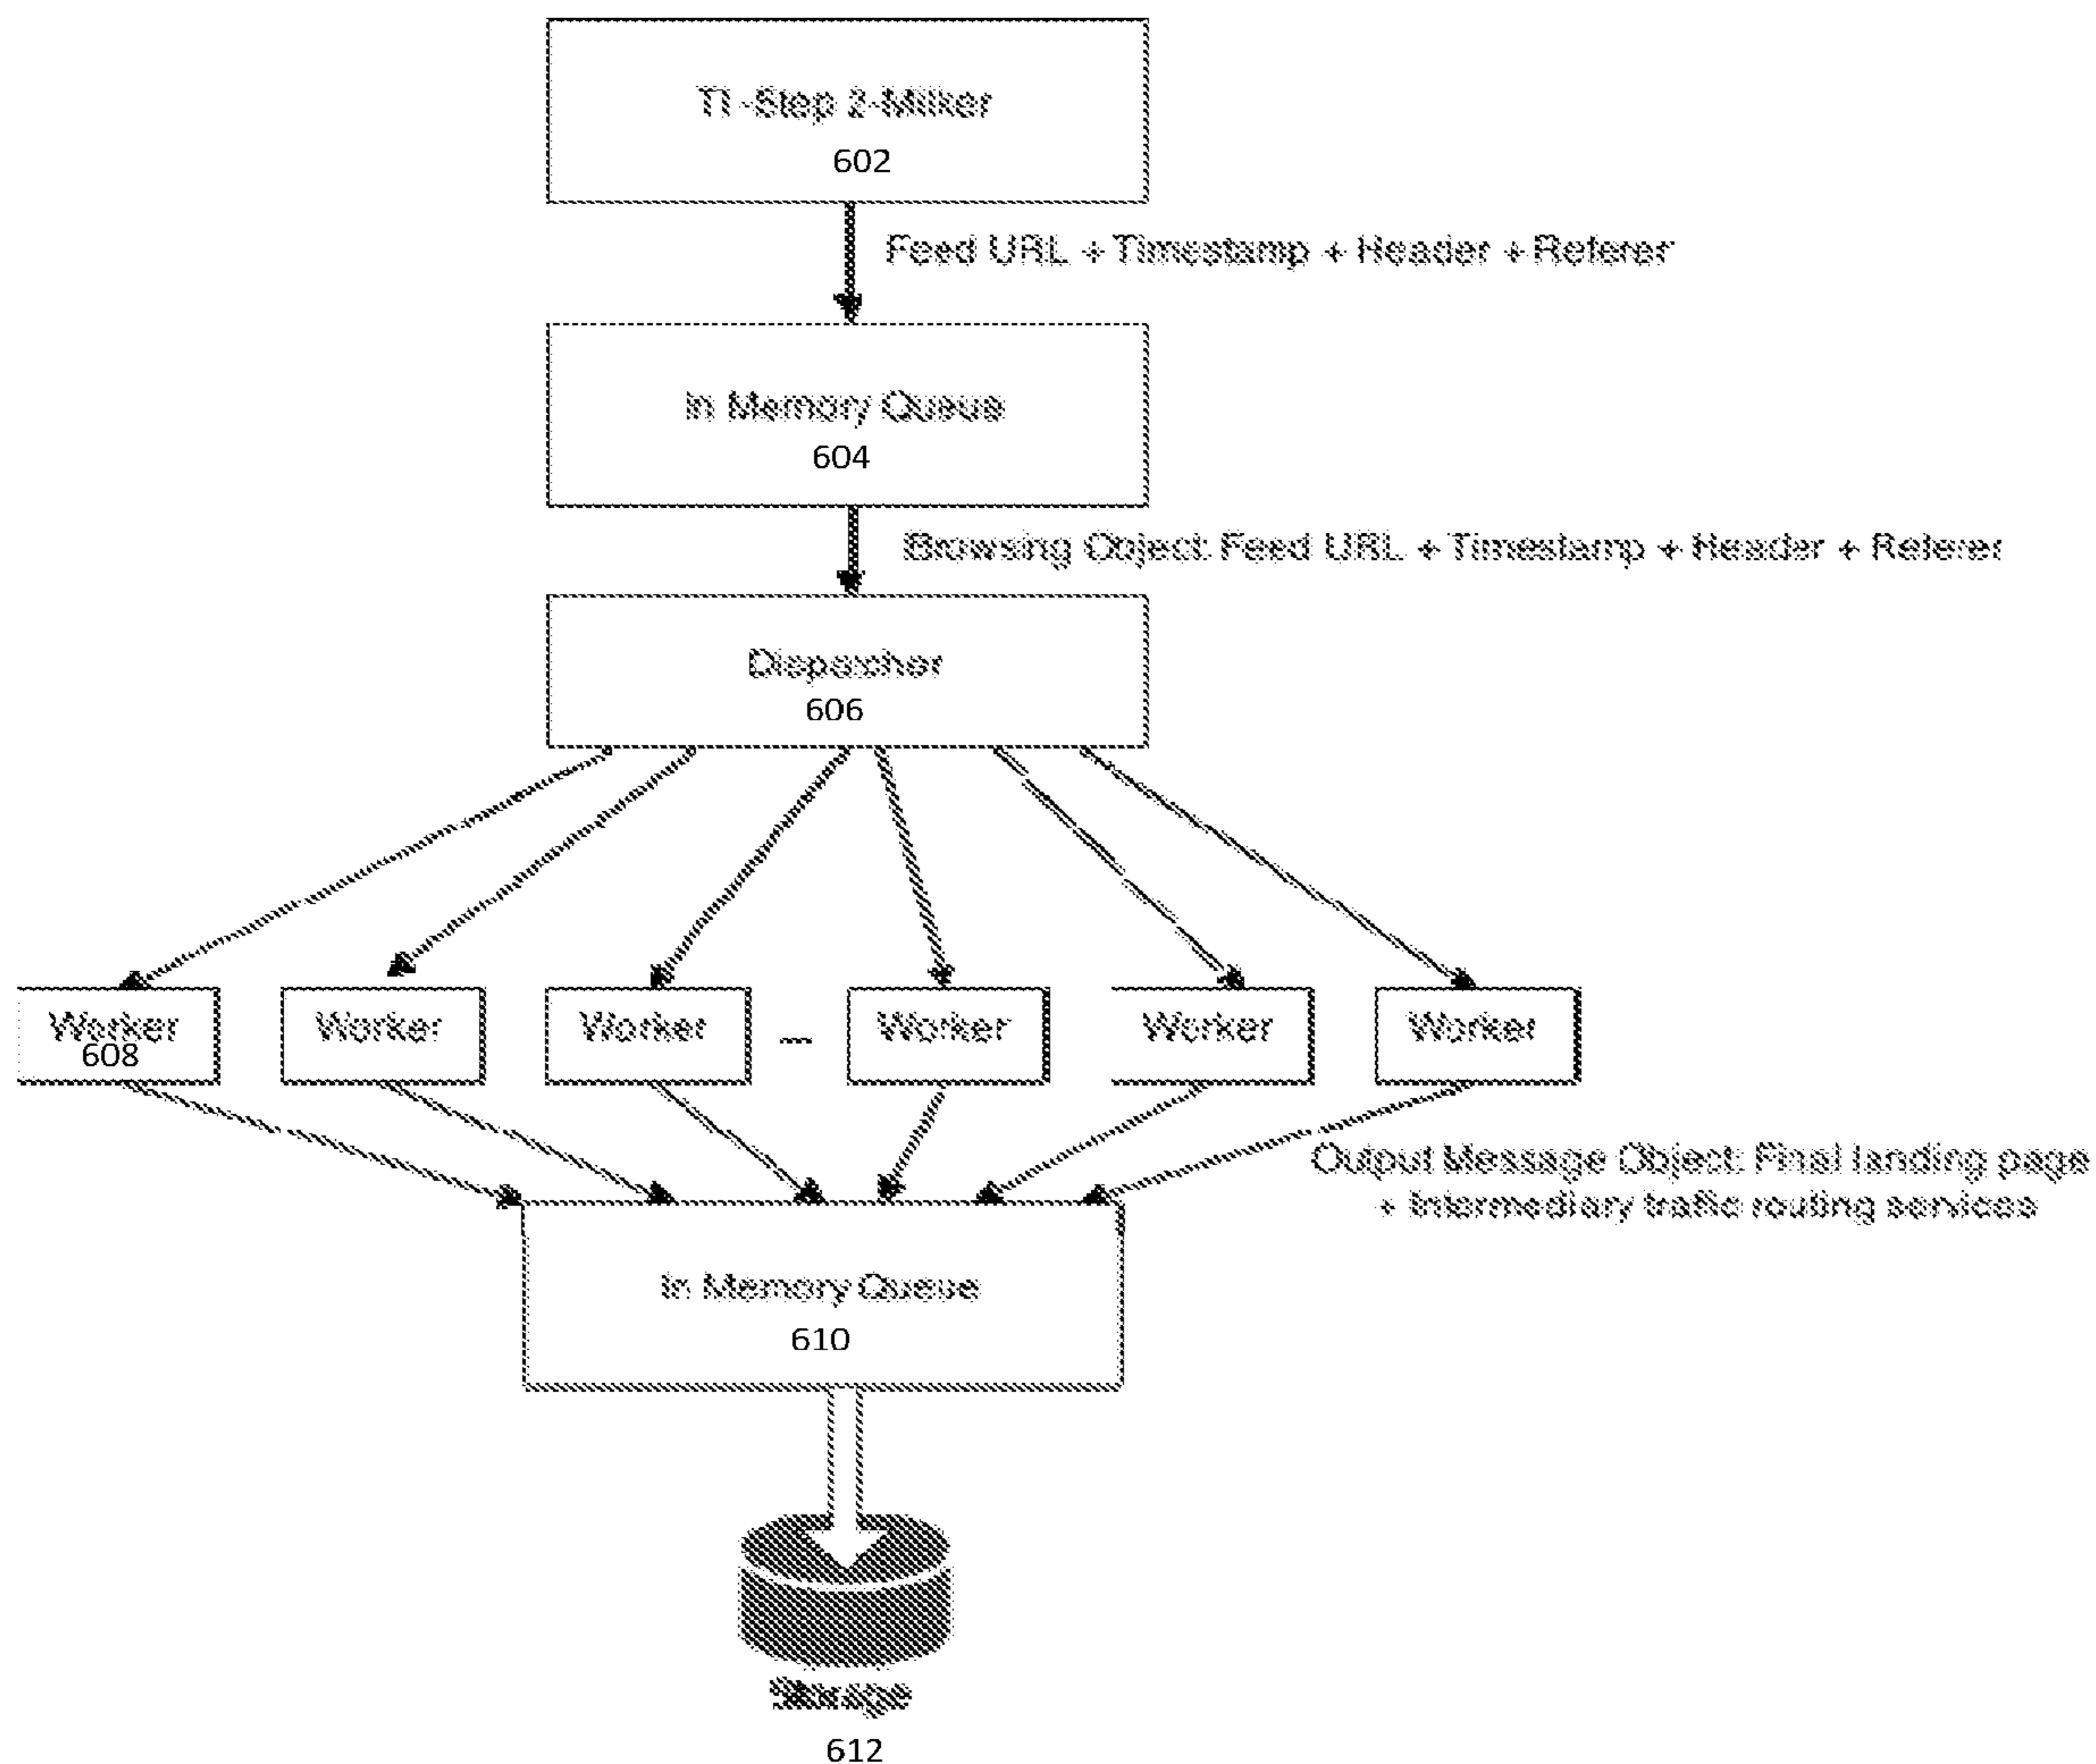 TI -Step 2-Milker
602
Feed URL + Timestamp + Header + Referer
In Memory Queue
604
Browsing Object: Feed URL + Timestamp + Header + Referer
Dispatcher
606
Worker Worker Worker ... Worker Worker Worker
608
Output Message Object: Final landing page
+ Intermediary traffic routing services
In Memory Queue
610
Storage
612